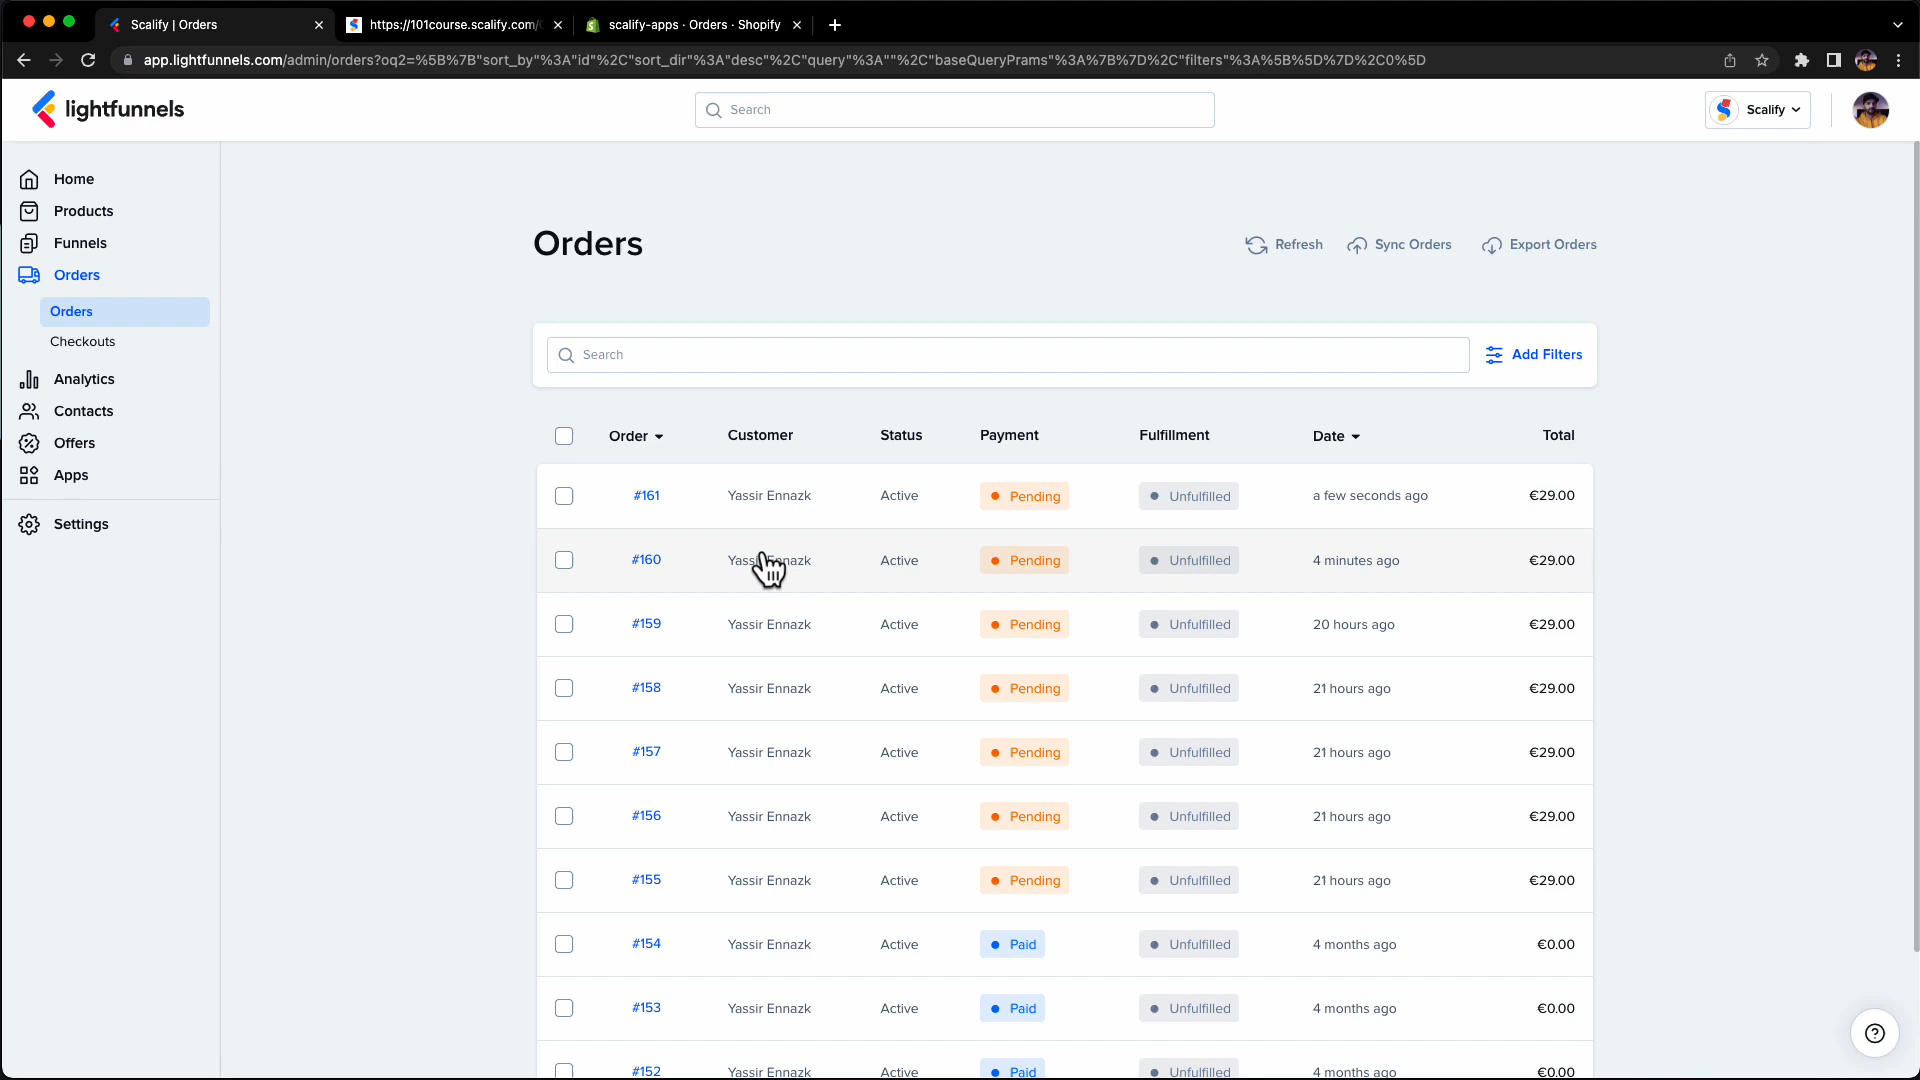 Scalify | Orders
https://101course.scalify.com/
scalify-apps · Orders · Shopify
app.lightfunnels.com/admin/orders?oq2=%5B%7B"sort_by"%3A"id"%2C"sort_dir"%3A"desc"%2C"query"%3A""%2C"baseQueryPrams"%3A%7B%7D%2C"filters"%3A%5B%5D%7D%2C0%5D
lightfunnels
Search
Scalify
Home
Products
Funnels
Orders
Orders
Checkouts
Analytics
Contacts
Offers
Apps
Settings
Orders
Refresh
Sync Orders
Export Orders
Search
Add Filters
Order Customer Status Payment Fulfillment Date Total
#161 Yassir Ennazk Active Pending Unfulfilled a few seconds ago €29.00
#160 Yassir Ennazk Active Pending Unfulfilled 4 minutes ago €29.00
#159 Yassir Ennazk Active Pending Unfulfilled 20 hours ago €29.00
#158 Yassir Ennazk Active Pending Unfulfilled 21 hours ago €29.00
#157 Yassir Ennazk Active Pending Unfulfilled 21 hours ago €29.00
#156 Yassir Ennazk Active Pending Unfulfilled 21 hours ago €29.00
#155 Yassir Ennazk Active Pending Unfulfilled 21 hours ago €29.00
#154 Yassir Ennazk Active Paid Unfulfilled 4 months ago €0.00
#153 Yassir Ennazk Active Paid Unfulfilled 4 months ago €0.00
#152 Yassir Ennazk Active Paid Unfulfilled 4 months ago €0.00